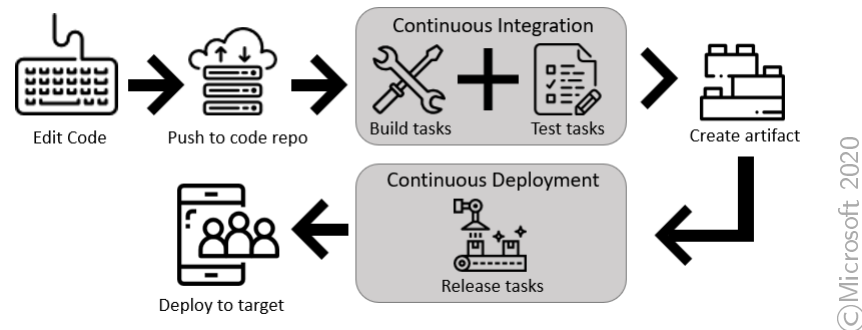 Continuous Integration
Build tasks
Test tasks
Edit Code
Push to code repo
Create artifact
Continuous Deployment
Release tasks
Deploy to target
©Microsoft 2020